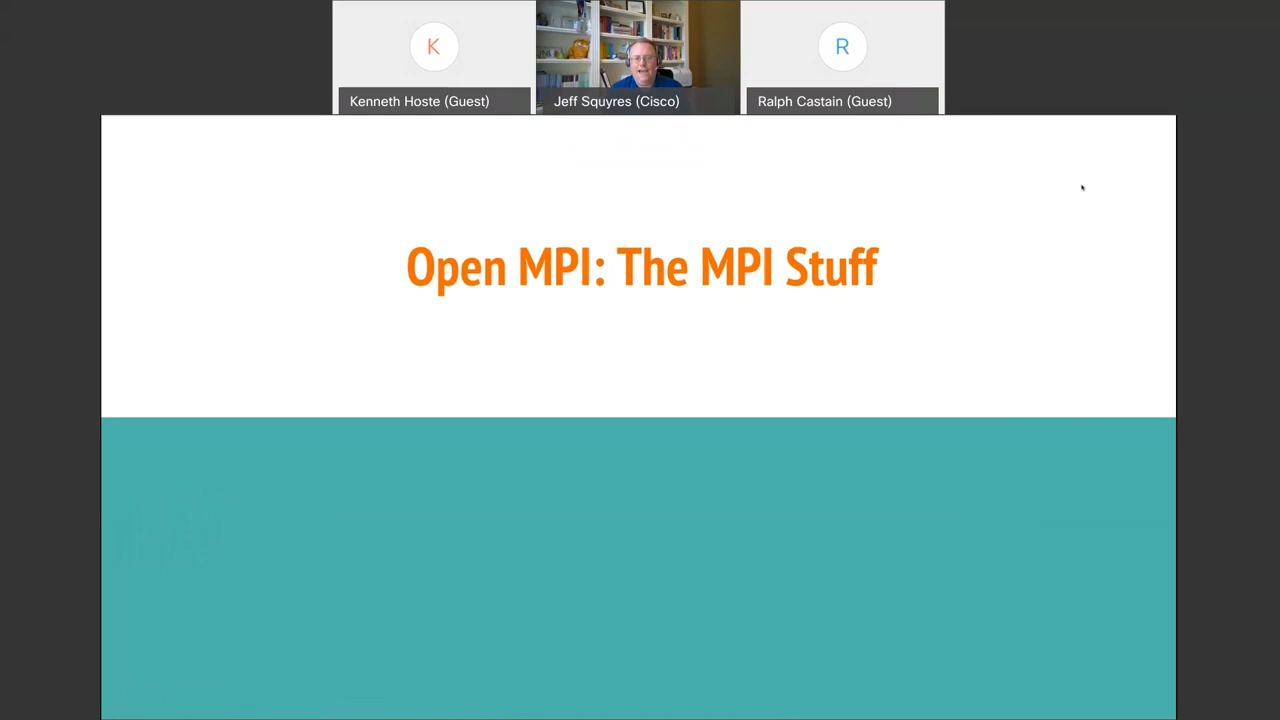 K
R
Kenneth Hoste (Guest)
Jeff Squyres (Cisco)
Ralph Castain (Guest)
Open MPI: The MPI Stuff